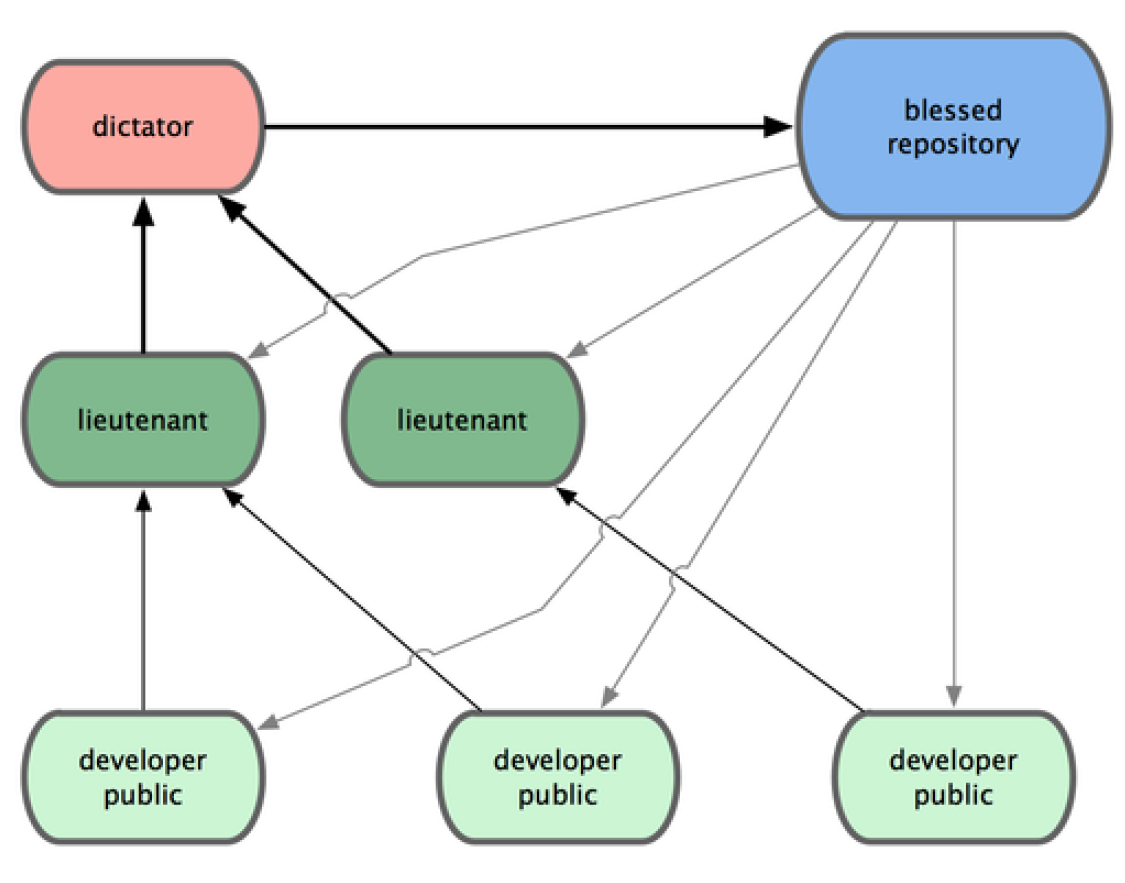 dictator
blessed
repository
lieutenant
lieutenant
developer
public
developer
public
developer
public